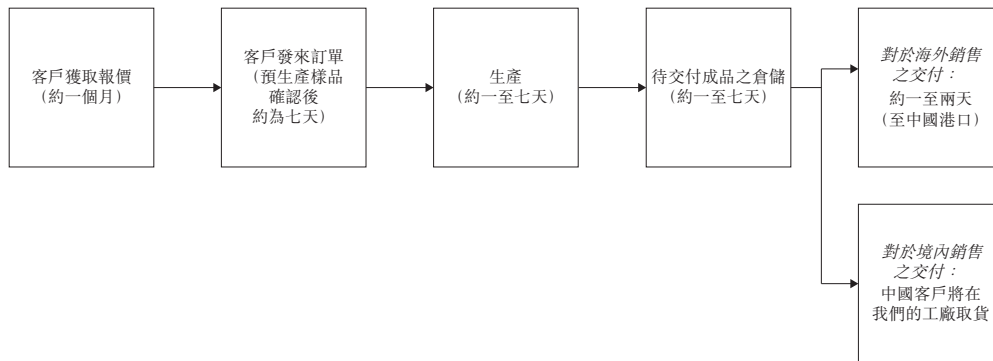 客戶獲取報價
（約一個月）
客戶發來訂單
（預生產樣品
確認後
約為七天）
生產
（約一至七天）
待交付成品之倉儲
（約一至七天）
對於海外銷售
之交付：
約一至兩天
（至中國港口）
對於境內銷售
之交付：
中國客戶將在
我們的工廠取貨